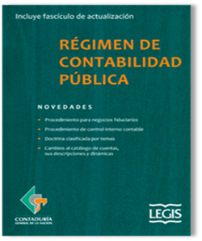 Incluye fascículo de actualización
RÉGIMEN DE
CONTABILIDAD
PÚBLICA
NOVEDADES
• Procedimiento para negocios fiduciarios
• Procedimiento de control interno contable
• Doctrina clasificada por temas
• Cambios al catálogo de cuentas,
sus descripciones y dinámicas
CONTADURÍA
GENERAL DE LA NACIÓN
LEGIS